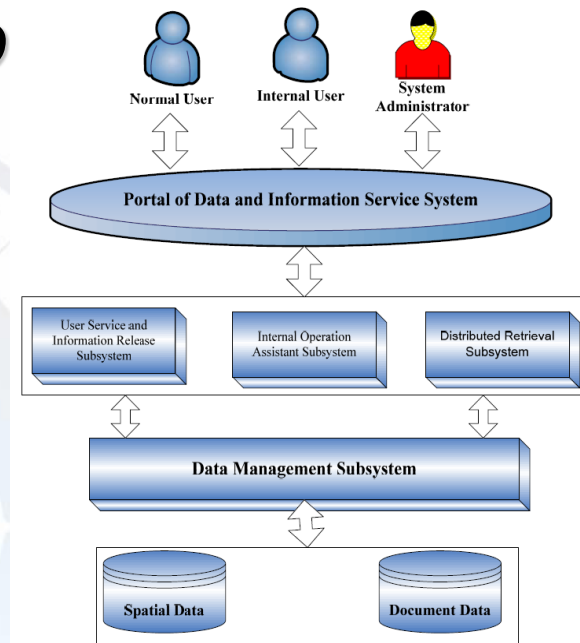 Normal User
Internal User
System
Administrator
Portal of Data and Information Service System
User Service and
Information Release
Subsystem
Internal Operation
Assistant Subsystem
Distributed Retrieval
Subsystem
Data Management Subsystem
Spatial Data
Document Data